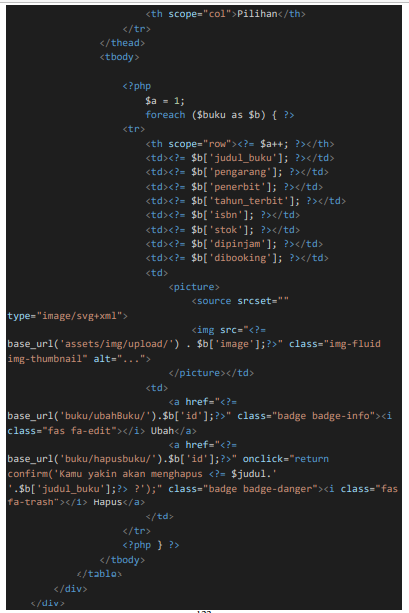 <th scope="col">Pilihan</th>
</tr>
</thead>
<tbody>
<?php
$a = 1;
foreach ($buku as $b) { ?>
<tr>
<th scope="row"><?= $a++; ?></th>
<td><?= $b['judul_buku']; ?></td>
<td><?= $b['pengarang']; ?></td>
<td><?= $b['penerbit']; ?></td>
<td><?= $b['tahun_terbit']; ?></td>
<td><?= $b['isbn']; ?></td>
<td><?= $b['stok']; ?></td>
<td><?= $b['dipinjam']; ?></td>
<td><?= $b['dibooking']; ?></td>
<td>
<picture>
<source srcset=""
type="image/svg+xml">
<img src="<?=
base_url('assets/img/upload/') . $b['image'];?>" class="img-fluid
img-thumbnail" alt="...">
</picture></td>
<td>
<a href="<?=
base_url('buku/ubahBuku/').$b['id'];?>" class="badge badge-info"><i
class="fas fa-edit"></i> Ubah</a>
<a href="<?=
base_url('buku/hapusbuku/').$b['id'];?>" onclick="return
confirm('Kamu yakin akan menghapus <?= $judul.'
'.$b['judul_buku'];?> ?');" class="badge badge-danger"><i class="fas
fa-trash"></i> Hapus</a>
</td>
</tr>
<?php } ?>
</tbody>
</table>
</div>
</div>